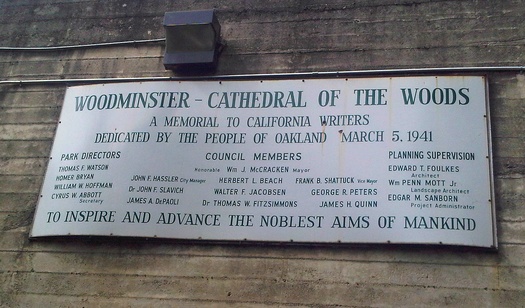 WOODMINSTER - CATHEDRAL OF THE WOODS
A MEMORIAL TO CALIFORNIA WRITERS
DEDICATED BY THE PEOPLE OF OAKLAND MARCH 5, 1941
PARK DIRECTORS
THOMAS F. WATSON
HOMER BRYAN
WILLIAM W. HOFFMAN
CYRUS W. ABBOTT
Secretary
COUNCIL MEMBERS
Honorable Wm J. McCRACKEN Mayor
JOHN F. HASSLER City Manager HERBERT L. BEACH FRANK B. SHATTUCK Vice Mayor
Dr JOHN F. SLAVICH WALTER F. JACOBSEN GEORGE R. PETERS
JAMES A. DePAOLI Dr THOMAS W. FITZSIMMONS JAMES H. QUINN
PLANNING SUPERVISION
EDWARD T. FOULKES
Architect
Wm PENN MOTT Jr
Landscape Architect
EDGAR M. SANBORN
Project Administrator
TO INSPIRE AND ADVANCE THE NOBLEST AIMS OF MANKIND